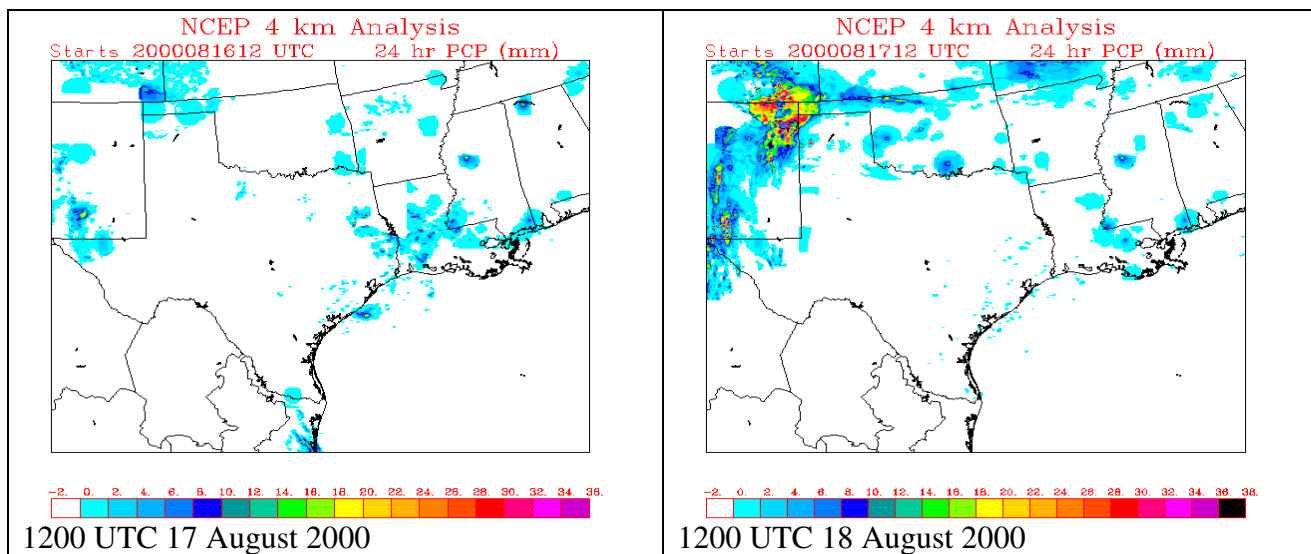 NCEP 4 km Analysis
Starts 2000081612 UTC 24 hr PCP (mm)
-2. 0. 2. 4. 6. 8. 10. 12. 14. 16. 18. 20. 22. 24. 26. 28. 30. 32. 34. 36.
1200 UTC 17 August 2000
NCEP 4 km Analysis
Starts 2000081712 UTC 24 hr PCP (mm)
-2. 0. 2. 4. 6. 8. 10. 12. 14. 16. 18. 20. 22. 24. 26. 28. 30. 32. 34. 36. 38.
1200 UTC 18 August 2000